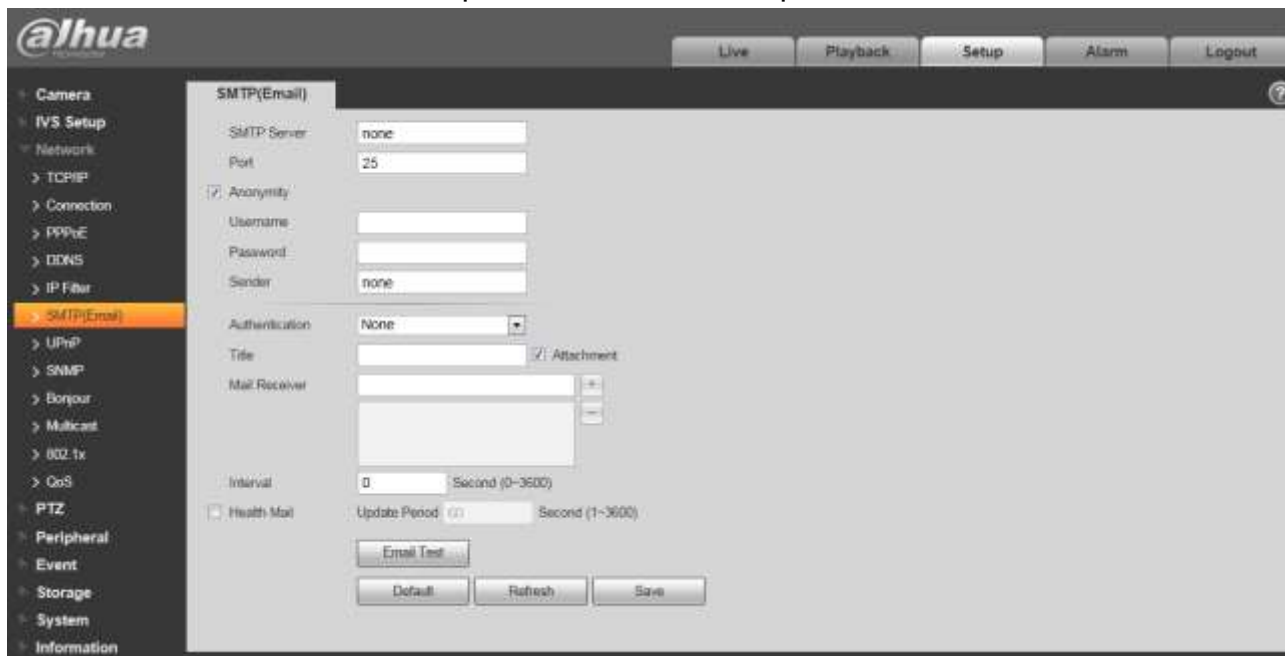 alhua
TECHNOLOGY
Live Playback Setup Alarm Logout
Camera
IVS Setup
Network
> TCP/IP
> Connection
> PPPoE
> DDNS
> IP Filter
> SMTP(Email)
> UPnP
> SNMP
> Bonjour
> Multicast
> 802.1x
> QoS
PTZ
Peripheral
Event
Storage
System
Information
SMTP(Email)
?
SMTP Server none
Port 25
Anonymity
Username
Password
Sender none
Authentication None
Title Attachment
Mail Receiver +
−
Interval 0 Second (0~3600)
Health Mail Update Period 60 Second (1~3600)
Email Test
Default Refresh Save